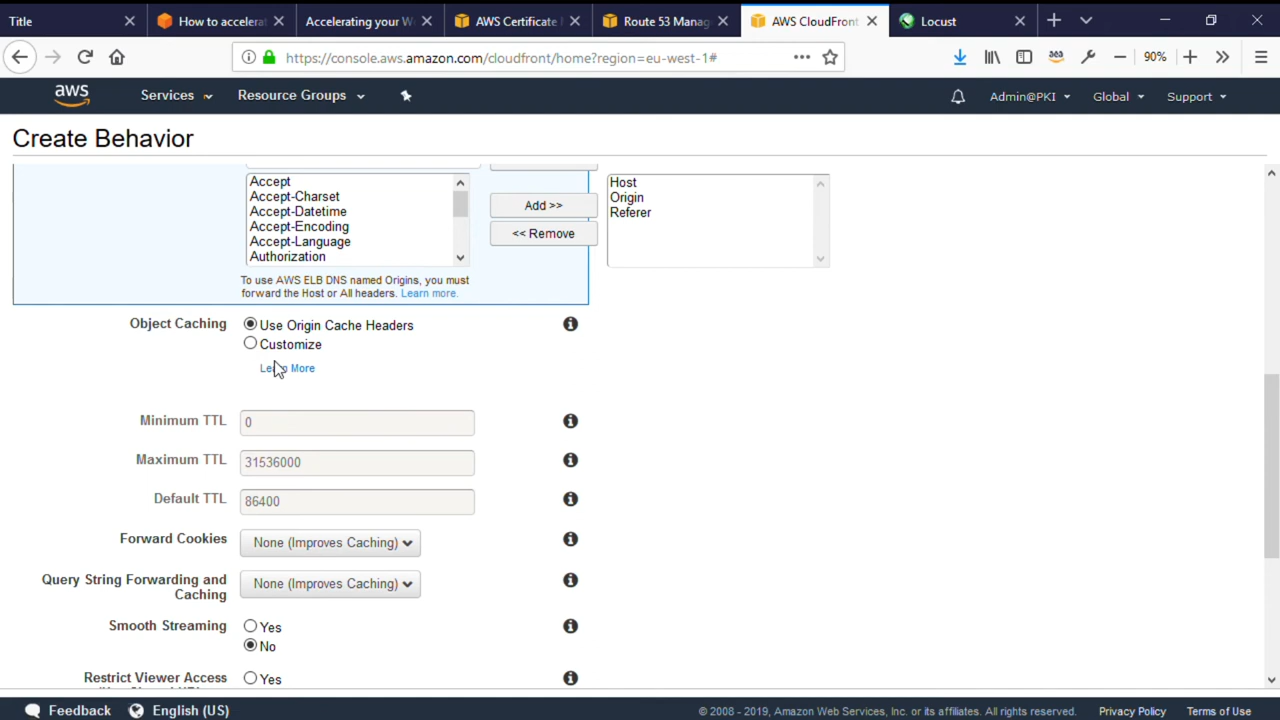 Title
How to accelerat
Accelerating your W
AWS Certificate
Route 53 Manag
AWS CloudFront
Locust
https://console.aws.amazon.com/cloudfront/home?region=eu-west-1#
90%
aws
Services
Resource Groups
Admin@PKI
Global
Support
Create Behavior
Accept
Accept-Charset
Accept-Datetime
Accept-Encoding
Accept-Language
Authorization
Add >>
<< Remove
Host
Origin
Referer
To use AWS ELB DNS named Origins, you must
forward the Host or All headers. Learn more.
Object Caching
Use Origin Cache Headers
Customize
Learn More
Minimum TTL
0
Maximum TTL
31536000
Default TTL
86400
Forward Cookies
None (Improves Caching)
Query String Forwarding and
Caching
None (Improves Caching)
Smooth Streaming
Yes
No
Restrict Viewer Access
Yes
Feedback
English (US)
© 2008 - 2019, Amazon Web Services, Inc. or its affiliates. All rights reserved.
Privacy Policy
Terms of Use